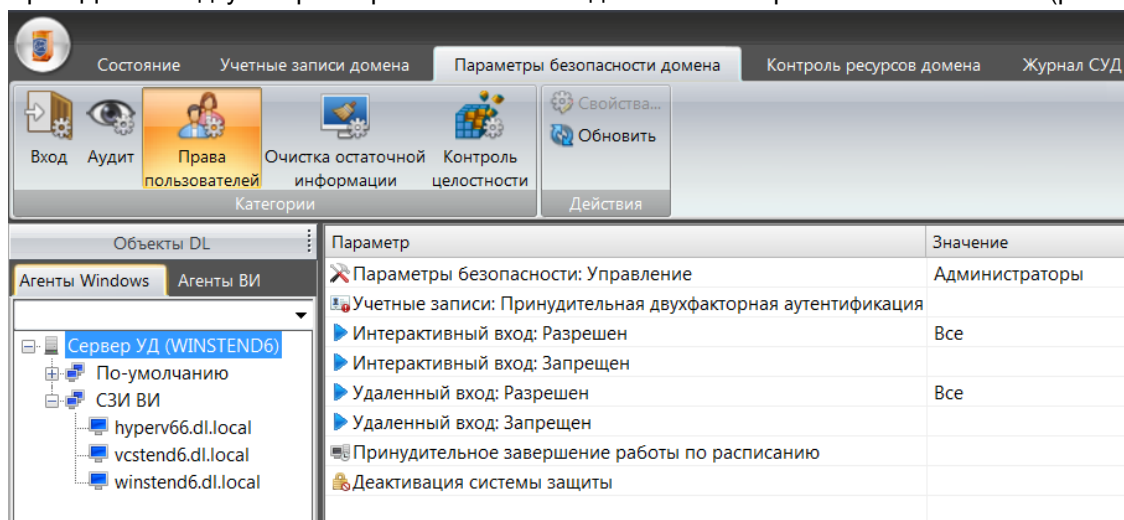 Состояние Учетные записи домена Параметры безопасности домена Контроль ресурсов домена Журнал СУД
Свойства...
Обновить
Вход Аудит Права пользователей Очистка остаточной информации Контроль целостности
Категории Действия
Объекты DL
Агенты Windows Агенты ВИ
Сервер УД (WINSTEND6)
По-умолчанию
СЗИ ВИ
hyperv66.dl.local
vcstend6.dl.local
winstend6.dl.local
Параметр Значение
Параметры безопасности: Управление Администраторы
Учетные записи: Принудительная двухфакторная аутентификация
Интерактивный вход: Разрешен Все
Интерактивный вход: Запрещен
Удаленный вход: Разрешен Все
Удаленный вход: Запрещен
Принудительное завершение работы по расписанию
Деактивация системы защиты